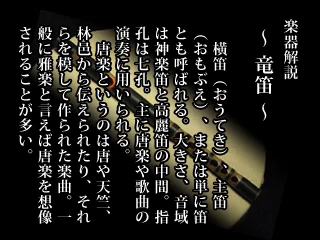 楽器解説
～ 竜笛 ～
横笛（おうてき）、主笛
（おもぶえ）、または単に笛
とも呼ばれる。大きさ、音域
は神楽笛と高麗笛の中間。指
孔は七孔。主に唐楽や歌曲の
演奏に用いられる。
唐楽というのは唐や天竺、
林邑から伝えられたり、それ
らを模して作られた楽曲。一
般に雅楽と言えば唐楽を想像
されることが多い。